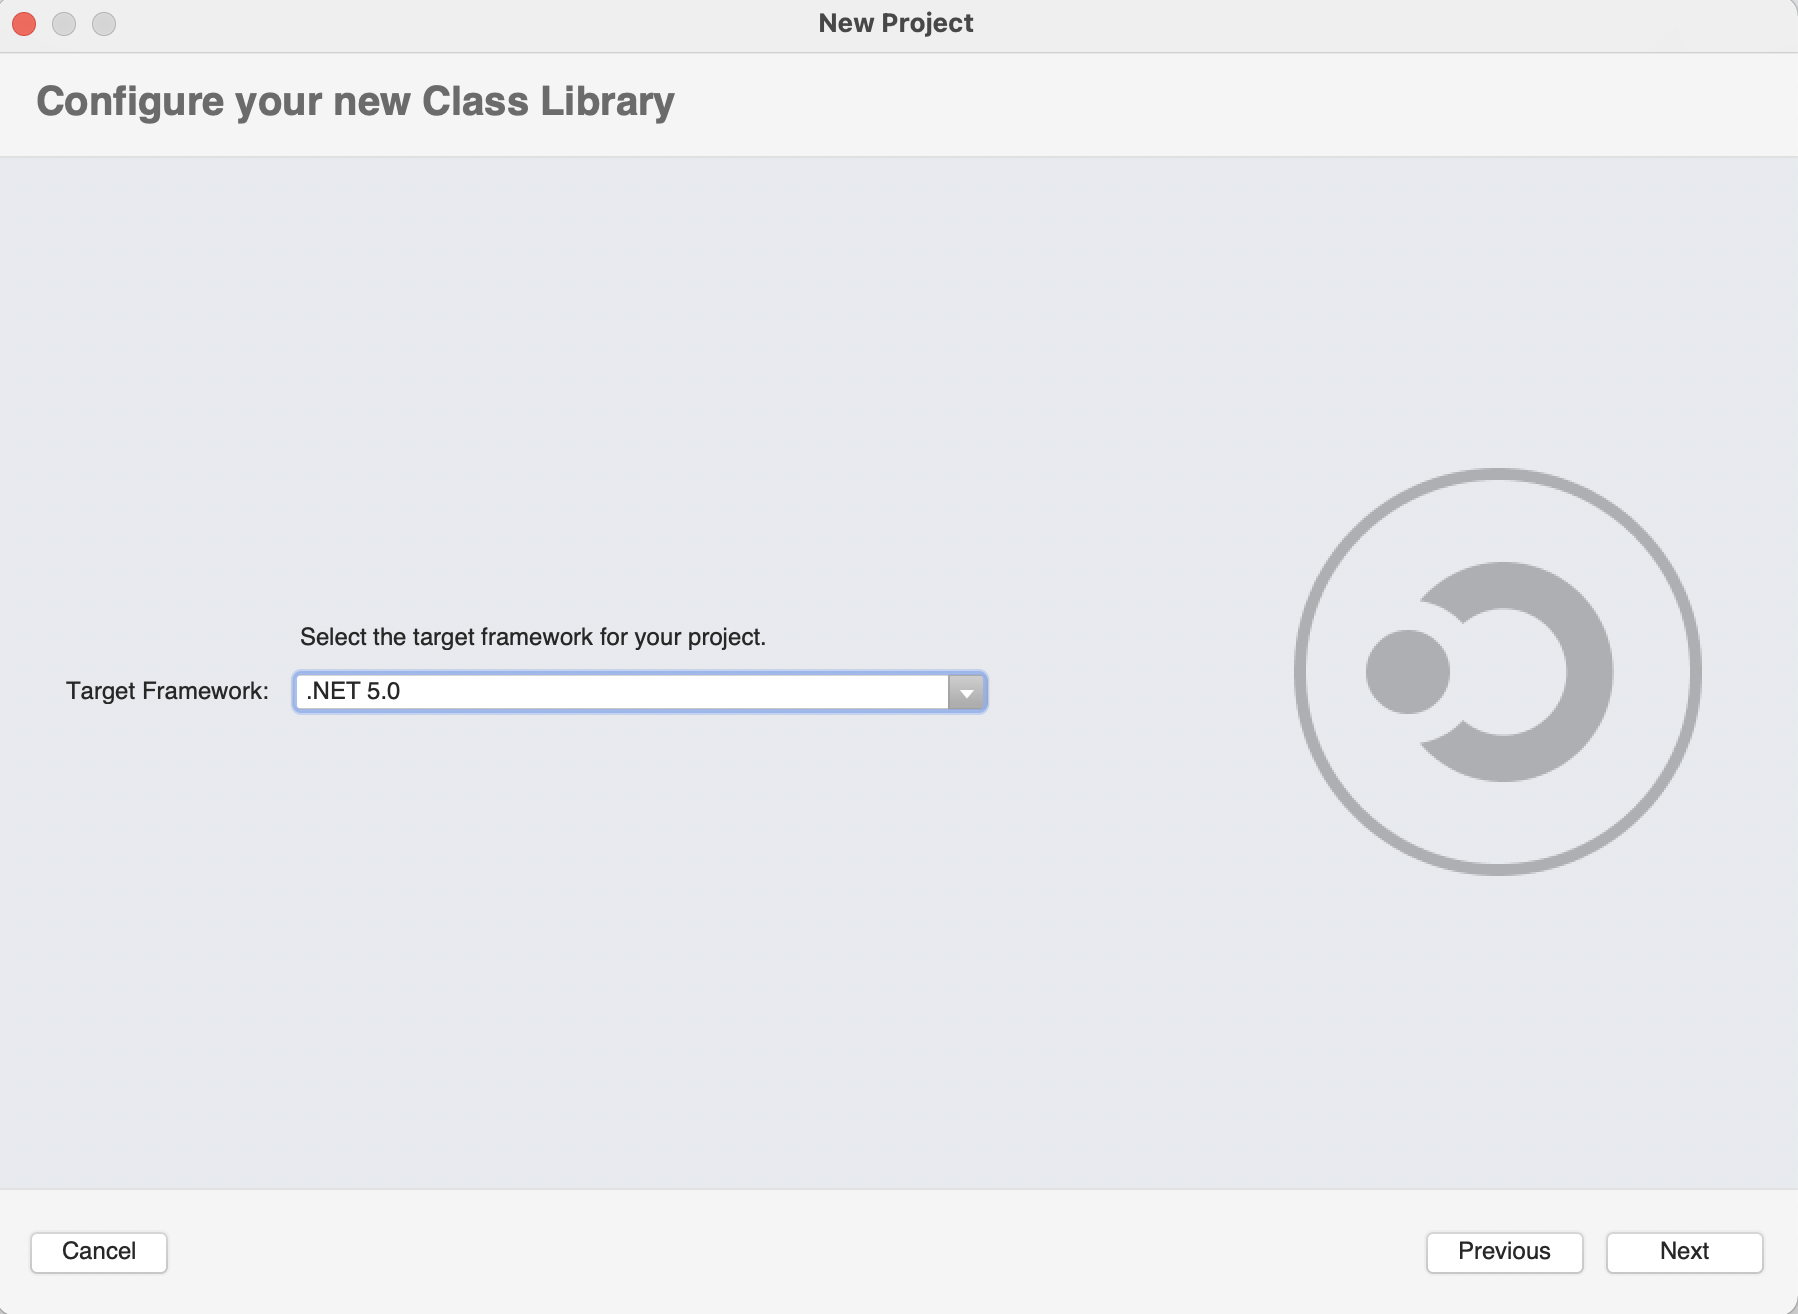 New Project
Configure your new Class Library
Select the target framework for your project.
Target Framework: .NET 5.0
Cancel Previous Next